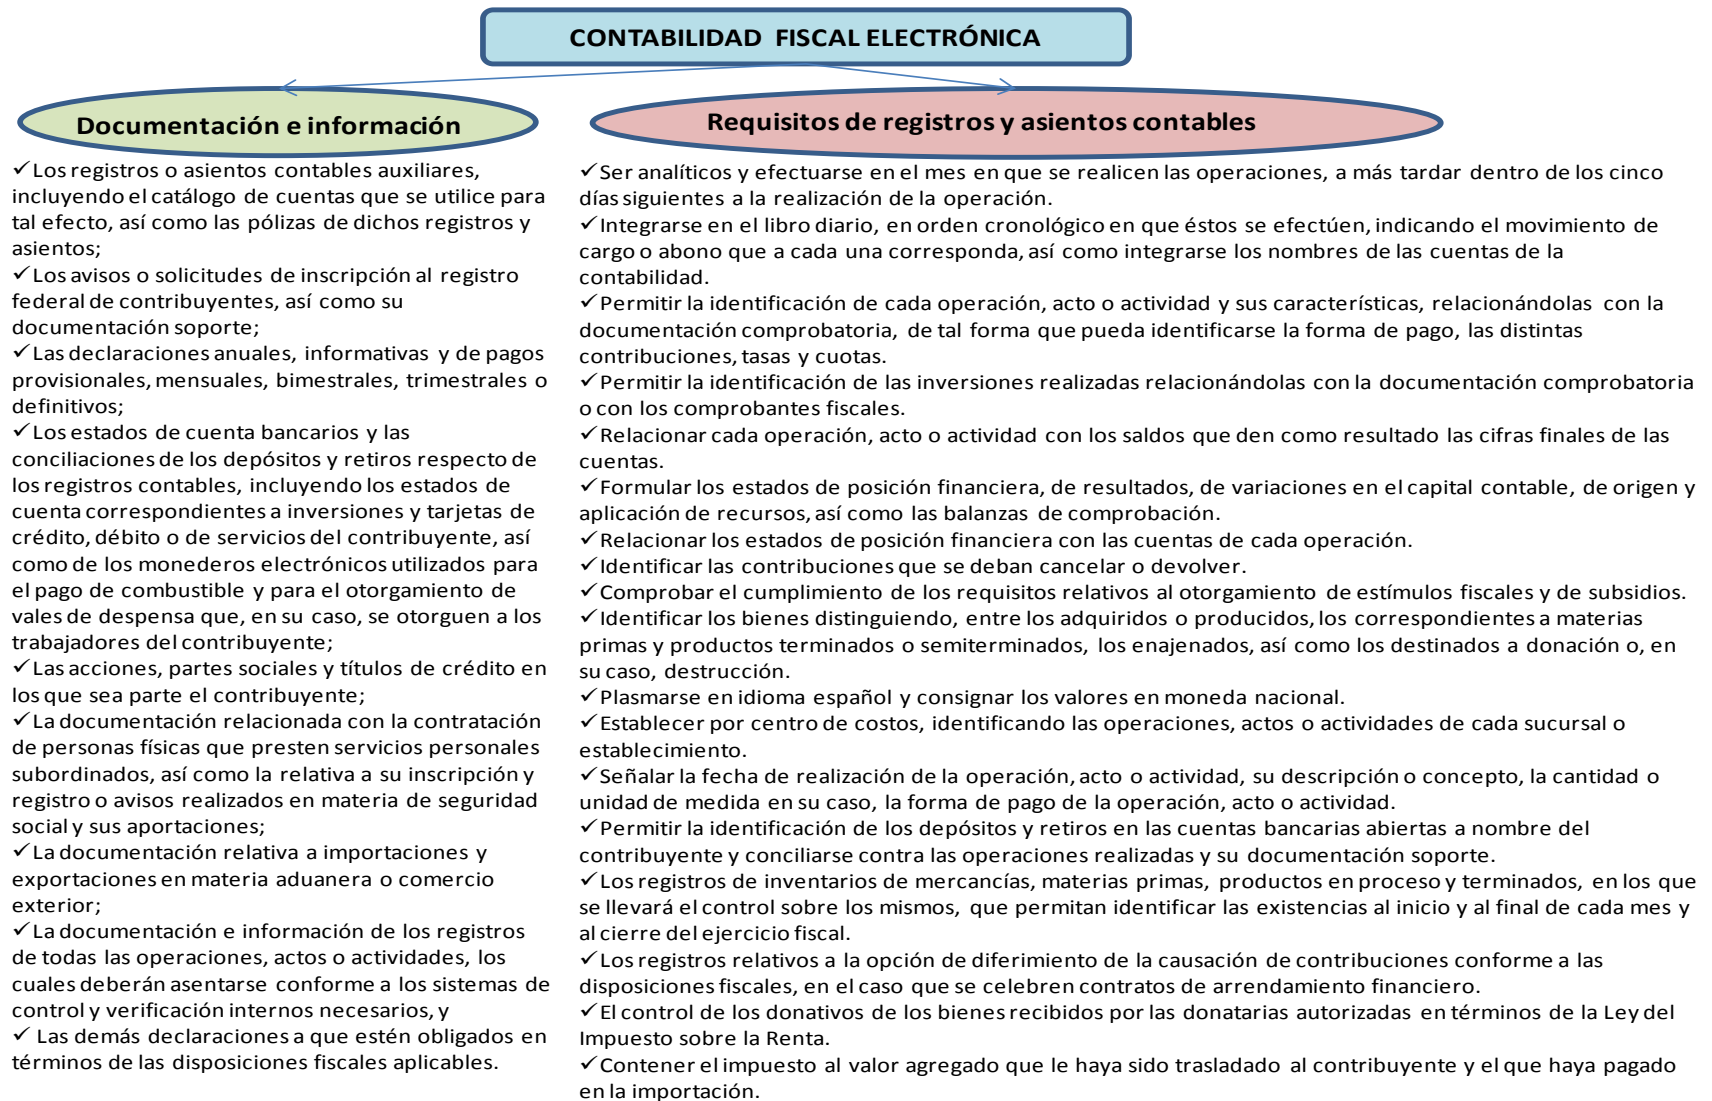 CONTABILIDAD FISCAL ELECTRÓNICA
Documentación e información
✓Los registros o asientos contables auxiliares,
incluyendo el catálogo de cuentas que se utilice para
tal efecto, así como las pólizas de dichos registros y
asientos;
✓Los avisos o solicitudes de inscripción al registro
federal de contribuyentes, así como su
documentación soporte;
✓Las declaraciones anuales, informativas y de pagos
provisionales, mensuales, bimestrales, trimestrales o
definitivos;
✓Los estados de cuenta bancarios y las
conciliaciones de los depósitos y retiros respecto de
los registros contables, incluyendo los estados de
cuenta correspondientes a inversiones y tarjetas de
crédito, débito o de servicios del contribuyente, así
como de los monederos electrónicos utilizados para
el pago de combustible y para el otorgamiento de
vales de despensa que, en su caso, se otorguen a los
trabajadores del contribuyente;
✓Las acciones, partes sociales y títulos de crédito en
los que sea parte el contribuyente;
✓La documentación relacionada con la contratación
de personas físicas que presten servicios personales
subordinados, así como la relativa a su inscripción y
registro o avisos realizados en materia de seguridad
social y sus aportaciones;
✓La documentación relativa a importaciones y
exportaciones en materia aduanera o comercio
exterior;
✓La documentación e información de los registros
de todas las operaciones, actos o actividades, los
cuales deberán asentarse conforme a los sistemas de
control y verificación internos necesarios, y
✓ Las demás declaraciones a que estén obligados en
términos de las disposiciones fiscales aplicables.
Requisitos de registros y asientos contables
✓Ser analíticos y efectuarse en el mes en que se realicen las operaciones, a más tardar dentro de los cinco
días siguientes a la realización de la operación.
✓Integrarse en el libro diario, en orden cronológico en que éstos se efectúen, indicando el movimiento de
cargo o abono que a cada una corresponda, así como integrarse los nombres de las cuentas de la
contabilidad.
✓Permitir la identificación de cada operación, acto o actividad y sus características, relacionándolas con la
documentación comprobatoria, de tal forma que pueda identificarse la forma de pago, las distintas
contribuciones, tasas y cuotas.
✓Permitir la identificación de las inversiones realizadas relacionándolas con la documentación comprobatoria
o con los comprobantes fiscales.
✓Relacionar cada operación, acto o actividad con los saldos que den como resultado las cifras finales de las
cuentas.
✓Formular los estados de posición financiera, de resultados, de variaciones en el capital contable, de origen y
aplicación de recursos, así como las balanzas de comprobación.
✓Relacionar los estados de posición financiera con las cuentas de cada operación.
✓Identificar las contribuciones que se deban cancelar o devolver.
✓Comprobar el cumplimiento de los requisitos relativos al otorgamiento de estímulos fiscales y de subsidios.
✓Identificar los bienes distinguiendo, entre los adquiridos o producidos, los correspondientes a materias
primas y productos terminados o semiterminados, los enajenados, así como los destinados a donación o, en
su caso, destrucción.
✓Plasmarse en idioma español y consignar los valores en moneda nacional.
✓Establecer por centro de costos, identificando las operaciones, actos o actividades de cada sucursal o
establecimiento.
✓Señalar la fecha de realización de la operación, acto o actividad, su descripción o concepto, la cantidad o
unidad de medida en su caso, la forma de pago de la operación, acto o actividad.
✓Permitir la identificación de los depósitos y retiros en las cuentas bancarias abiertas a nombre del
contribuyente y conciliarse contra las operaciones realizadas y su documentación soporte.
✓Los registros de inventarios de mercancías, materias primas, productos en proceso y terminados, en los que
se llevará el control sobre los mismos, que permitan identificar las existencias al inicio y al final de cada mes y
al cierre del ejercicio fiscal.
✓Los registros relativos a la opción de diferimiento de la causación de contribuciones conforme a las
disposiciones fiscales, en el caso que se celebren contratos de arrendamiento financiero.
✓El control de los donativos de los bienes recibidos por las donatarias autorizadas en términos de la Ley del
Impuesto sobre la Renta.
✓Contener el impuesto al valor agregado que le haya sido trasladado al contribuyente y el que haya pagado
en la importación.